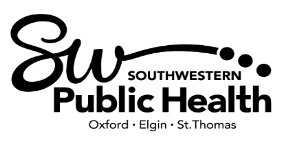 SW
SOUTHWESTERN
Public Health
Oxford • Elgin • St. Thomas